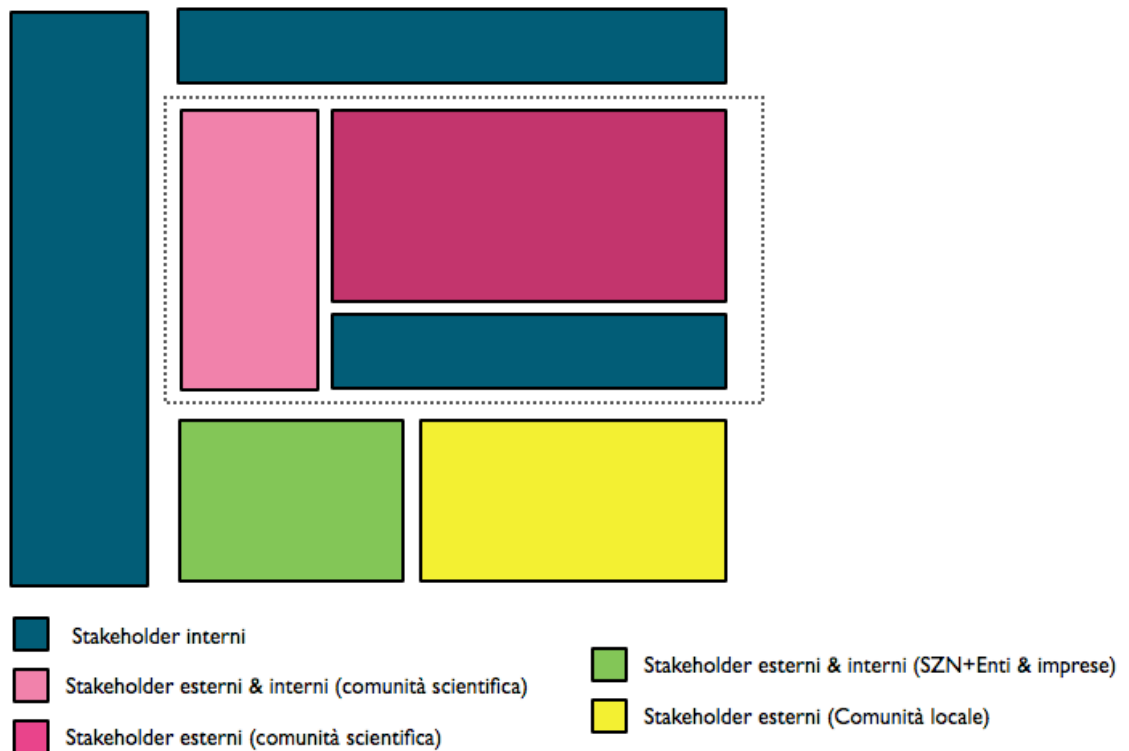 Stakeholder interni
Stakeholder esterni & interni (comunità scientifica)
Stakeholder esterni (comunità scientifica)
Stakeholder esterni & interni (SZN+Enti & imprese)
Stakeholder esterni (Comunità locale)